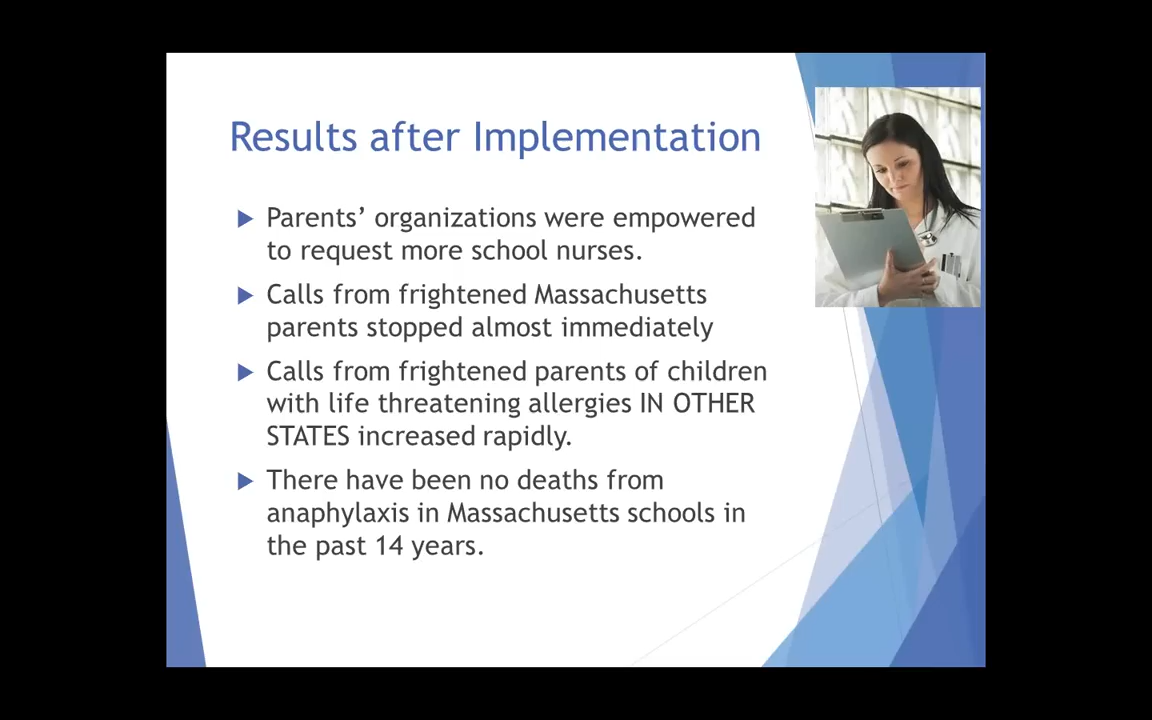 Results after Implementation
Parents’ organizations were empowered
to request more school nurses.
Calls from frightened Massachusetts
parents stopped almost immediately
Calls from frightened parents of children
with life threatening allergies IN OTHER
STATES increased rapidly.
There have been no deaths from
anaphylaxis in Massachusetts schools in
the past 14 years.